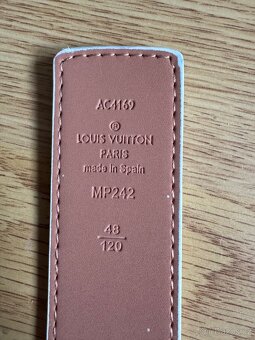 AC4169
®
LOUIS VUITTON
PARIS
made in Spain
MP242
48
120